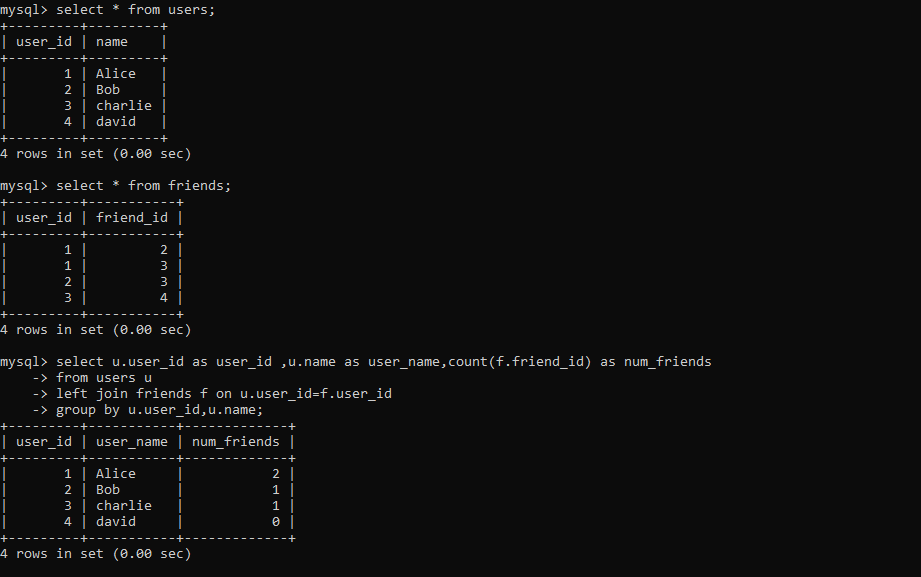 mysql> select * from users;
+---------+---------+
| user_id | name    |
+---------+---------+
|       1 | Alice   |
|       2 | Bob     |
|       3 | charlie |
|       4 | david   |
+---------+---------+
4 rows in set (0.00 sec)

mysql> select * from friends;
+---------+-----------+
| user_id | friend_id |
+---------+-----------+
|       1 |         2 |
|       1 |         3 |
|       2 |         3 |
|       3 |         4 |
+---------+-----------+
4 rows in set (0.00 sec)

mysql> select u.user_id as user_id ,u.name as user_name,count(f.friend_id) as num_friends
    -> from users u
    -> left join friends f on u.user_id=f.user_id
    -> group by u.user_id,u.name;
+---------+-----------+-------------+
| user_id | user_name | num_friends |
+---------+-----------+-------------+
|       1 | Alice     |           2 |
|       2 | Bob       |           1 |
|       3 | charlie   |           1 |
|       4 | david     |           0 |
+---------+-----------+-------------+
4 rows in set (0.00 sec)